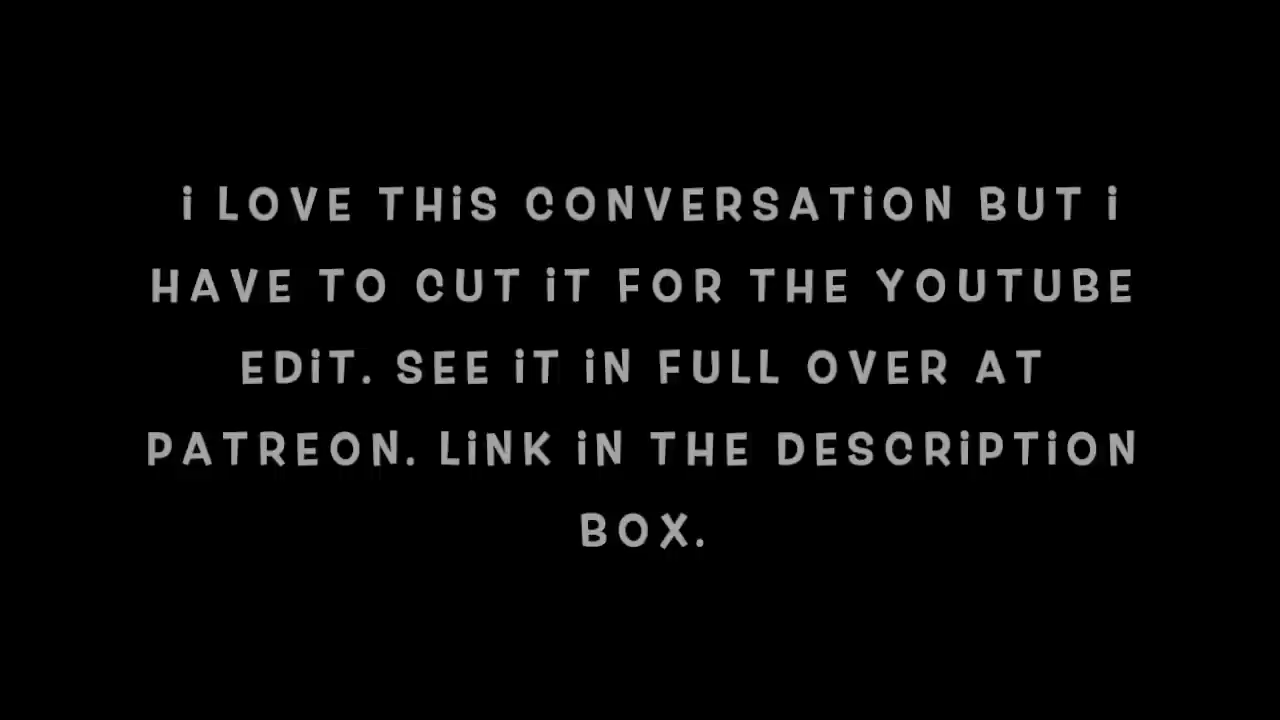 i LOVE THiS CONVERSATiON BUT i
HAVE TO CUT iT FOR THE YOUTUBE
EDiT. SEE iT iN FULL OVER AT
PATREON. LiNK iN THE DESCRiPTiON
BOX.